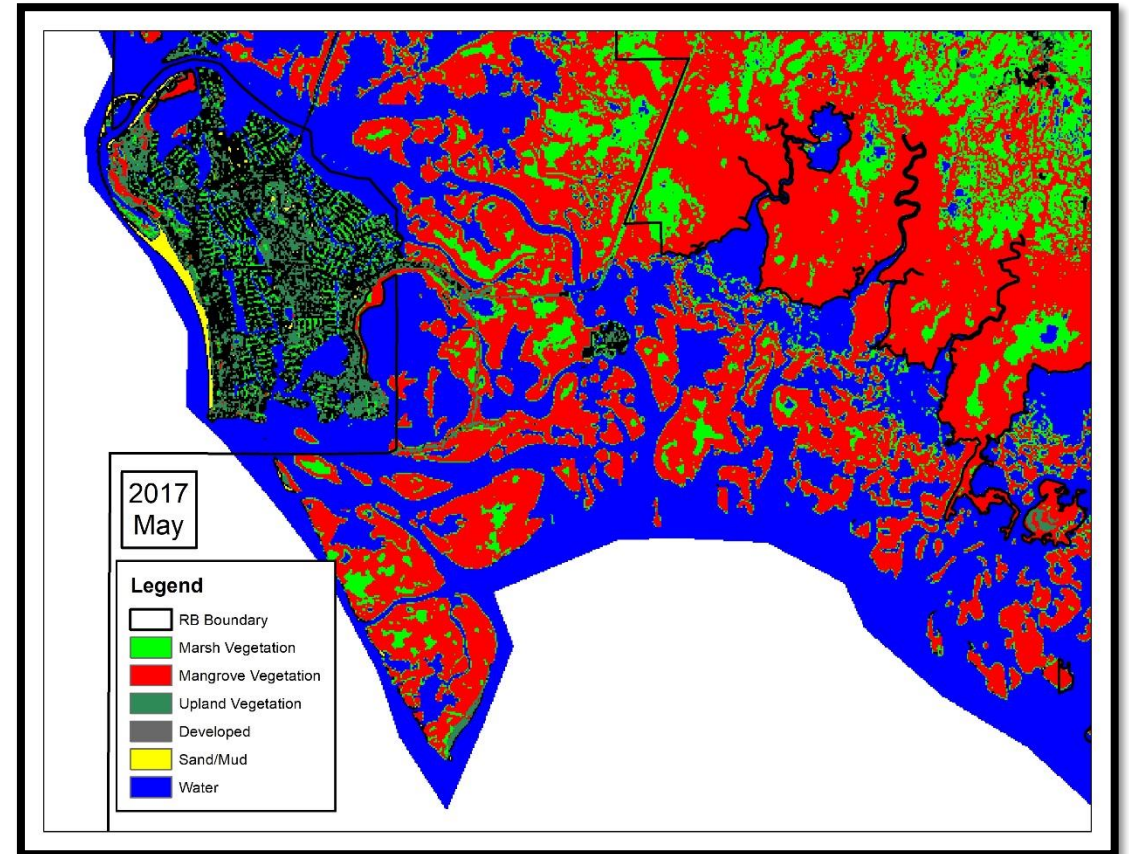 2017
May
Legend
RB Boundary
Marsh Vegetation
Mangrove Vegetation
Upland Vegetation
Developed
Sand/Mud
Water